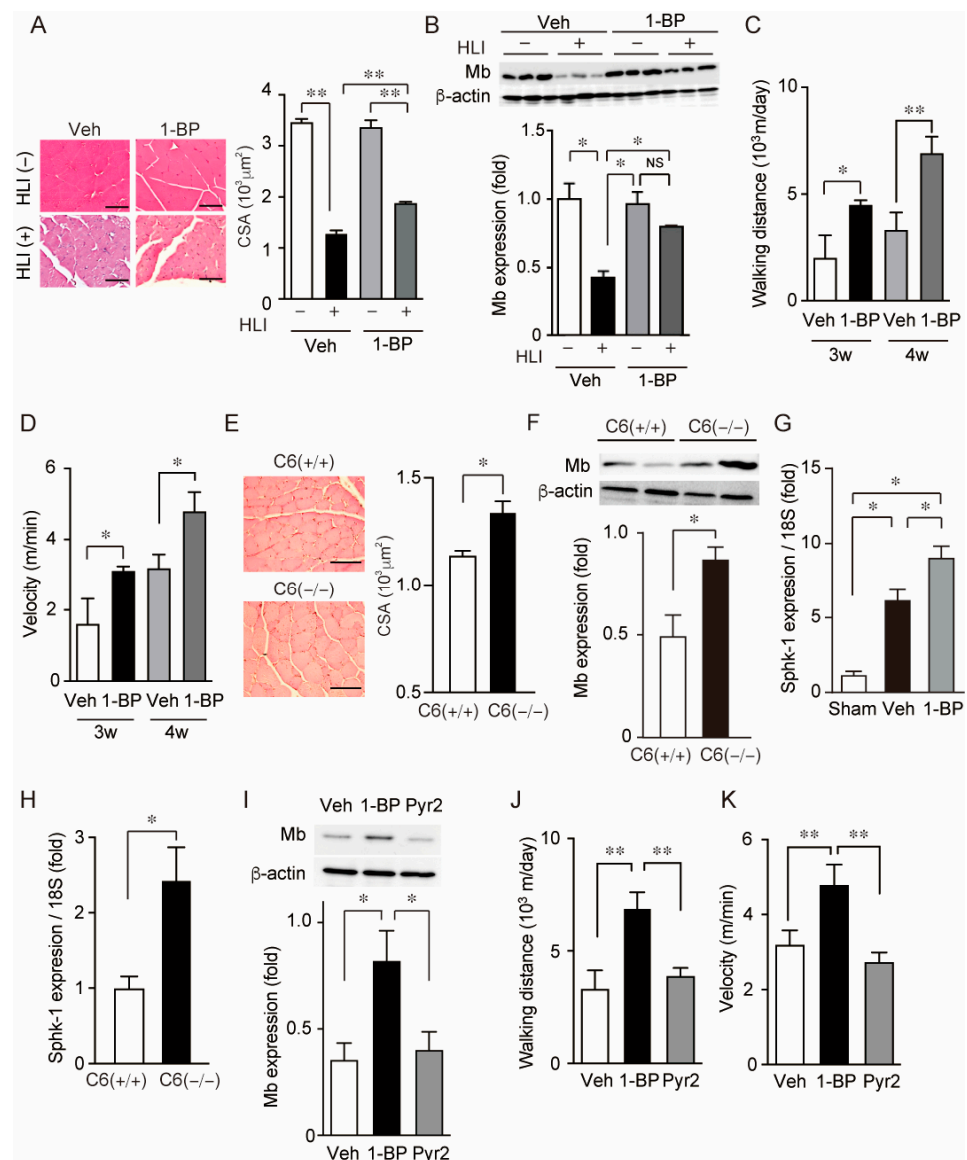 A
Veh 1-BP
HLI (−)
HLI (+)
CSA (10³μm²)
4
3
2
1
0
** **
**
HLI − + − +
Veh 1-BP
B
Veh 1-BP
HLI − + − +
Mb
β-actin
Mb expression (fold)
1.5
1.0
0.5
0
* * * NS
HLI − + − +
Veh 1-BP
C
Walking distance (10³m/day)
10
5
0
* **
Veh 1-BP Veh 1-BP
3w 4w
D
Velocity (m/min)
6
4
2
0
* *
Veh 1-BP Veh 1-BP
3w 4w
E
C6(+/+)
C6(−/−)
CSA (10³μm²)
1.5
1.0
0.5
*
C6(+/+) C6(−/−)
F
C6(+/+) C6(−/−)
Mb
β-actin
Mb expression (fold)
1.0
0.5
0
*
C6(+/+) C6(−/−)
G
Sphk-1 expresion / 18S (fold)
15
10
5
0
*
* *
Sham Veh 1-BP
H
Sphk-1 expresion / 18S (fold)
3
2
1
0
*
C6(+/+) C6(−/−)
I
Veh 1-BP Pyr2
Mb
β-actin
Mb expression (fold)
1.0
0.5
0
* *
Veh 1-BP Pyr2
J
Walking distance (10³ m/day)
10
5
0
** **
Veh 1-BP Pyr2
K
Velocity (m/min)
6
4
2
0
** **
Veh 1-BP Pyr2